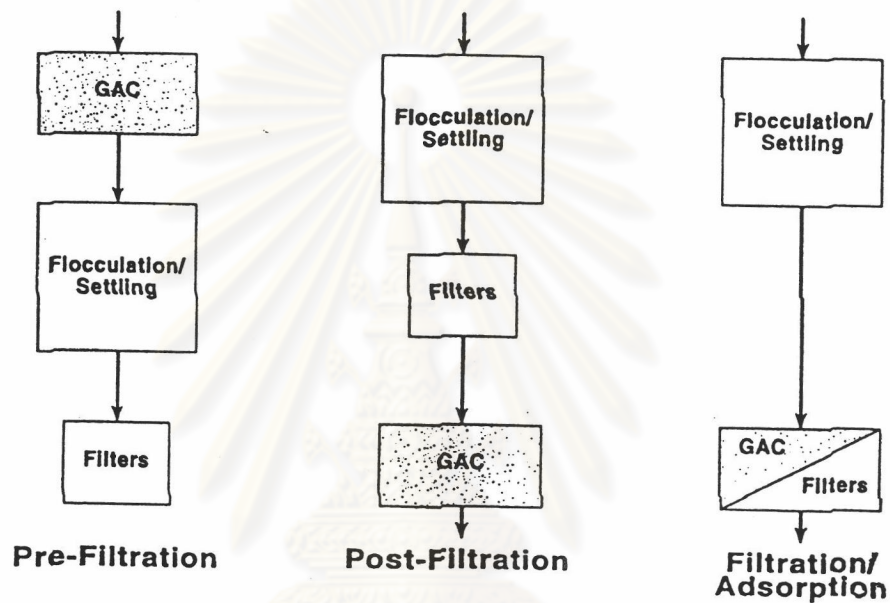 GAC
Flocculation/
Settling
Filters
Pre-Filtration
Flocculation/
Settling
Filters
GAC
Post-Filtration
Flocculation/
Settling
GAC
Filters
Filtration/
Adsorption